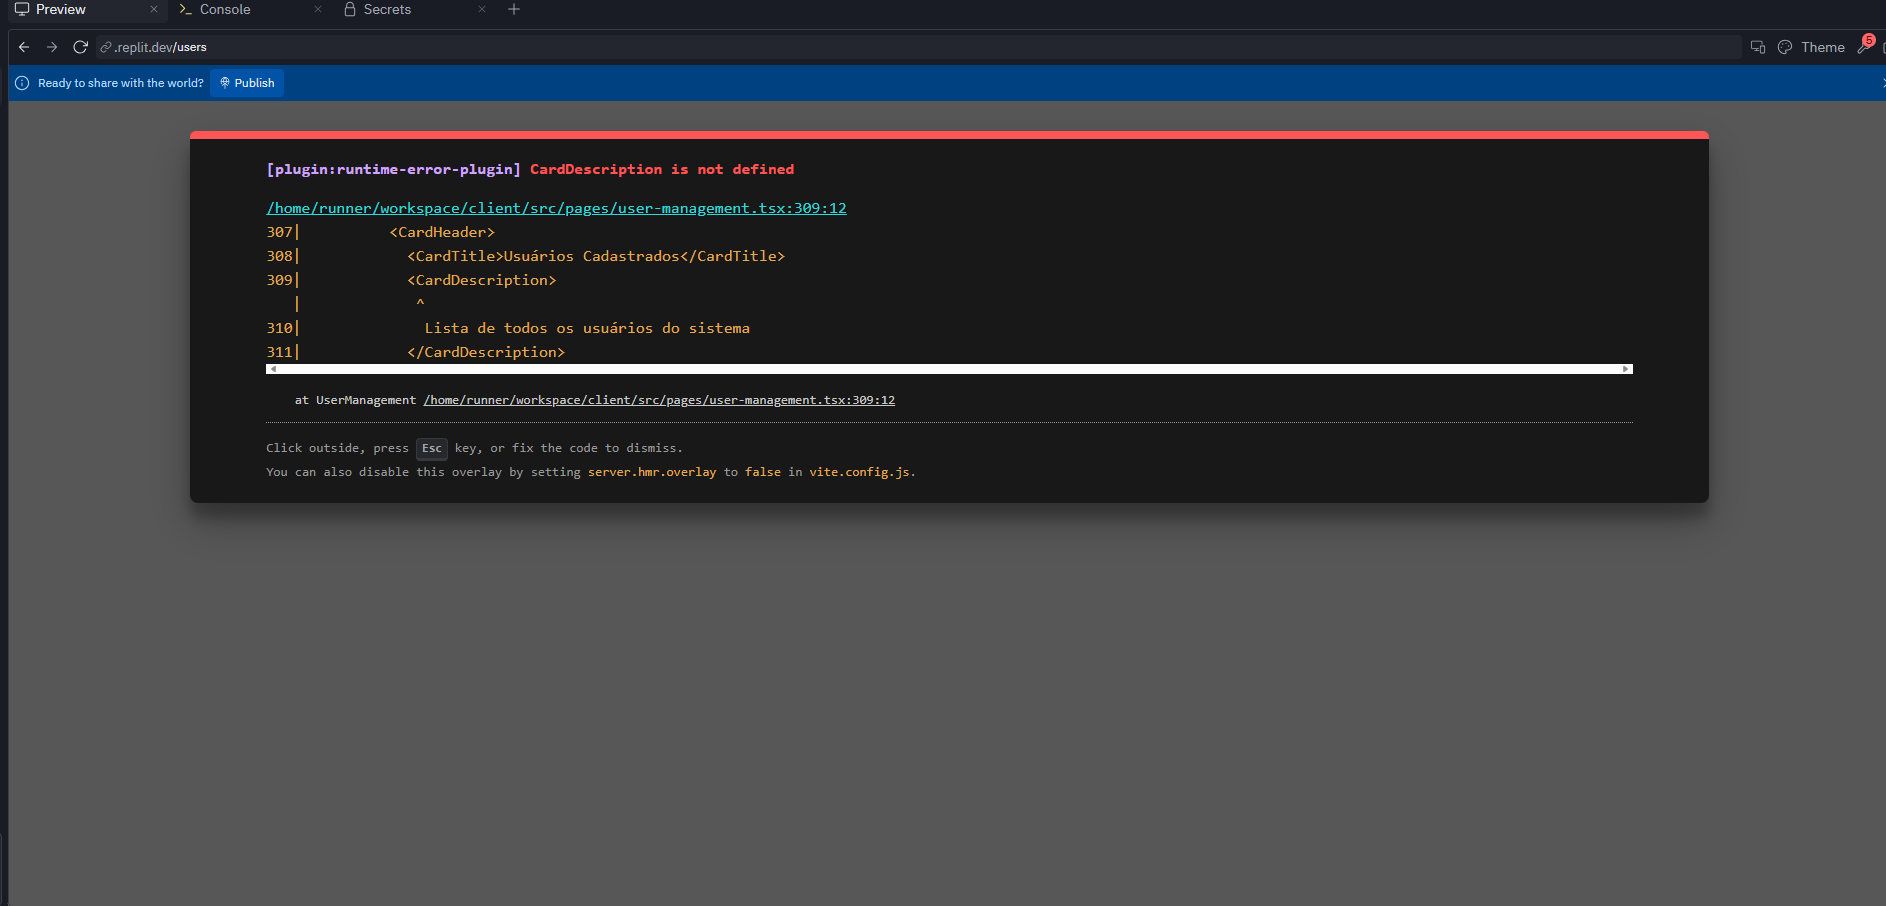 Preview
Console
Secrets
.replit.dev/users
Theme
5
Ready to share with the world?
Publish
[plugin:runtime-error-plugin] CardDescription is not defined
/home/runner/workspace/client/src/pages/user-management.tsx:309:12
307|          <CardHeader>
308|            <CardTitle>Usuários Cadastrados</CardTitle>
309|            <CardDescription>
   |             ^
310|              Lista de todos os usuários do sistema
311|            </CardDescription>
at UserManagement /home/runner/workspace/client/src/pages/user-management.tsx:309:12
Click outside, press Esc key, or fix the code to dismiss.
You can also disable this overlay by setting server.hmr.overlay to false in vite.config.js.